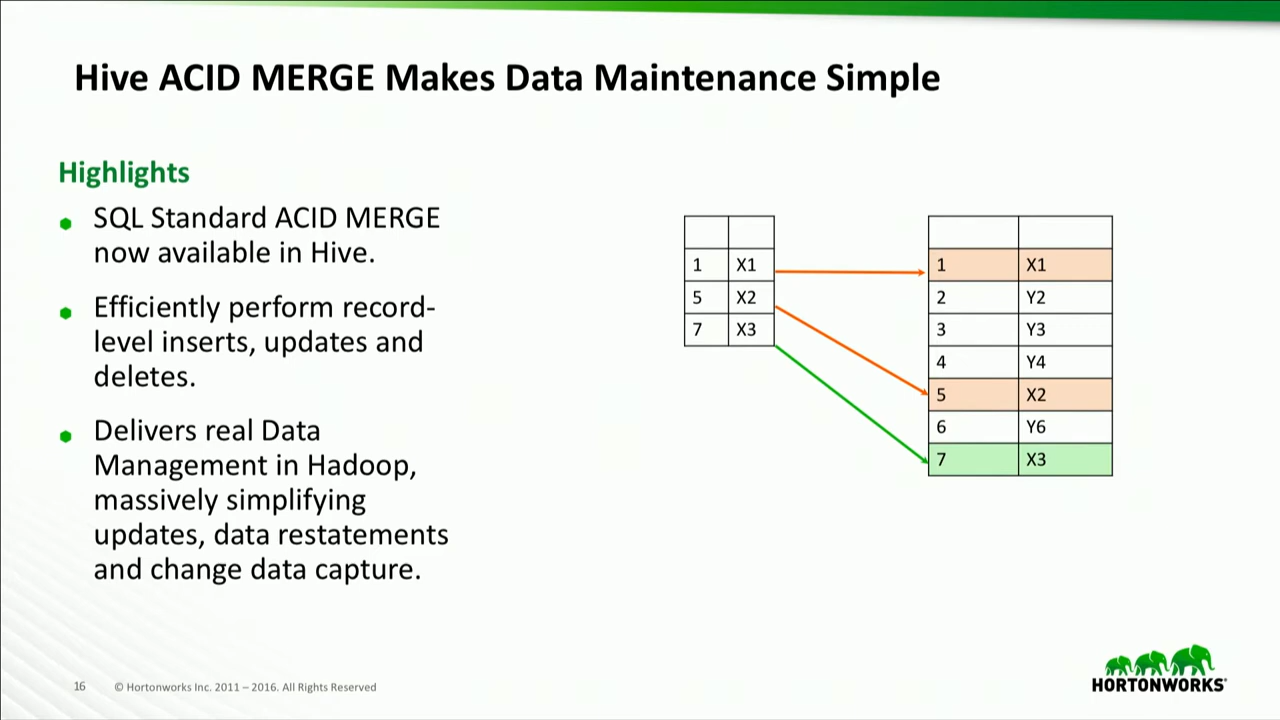 Hive ACID MERGE Makes Data Maintenance Simple
Highlights
SQL Standard ACID MERGE
now available in Hive.
Efficiently perform record-
level inserts, updates and
deletes.
Delivers real Data
Management in Hadoop,
massively simplifying
updates, data restatements
and change data capture.
1 X1
5 X2
7 X3
1 X1
2 Y2
3 Y3
4 Y4
5 X2
6 Y6
7 X3
16 © Hortonworks Inc. 2011 – 2016. All Rights Reserved
HORTONWORKS